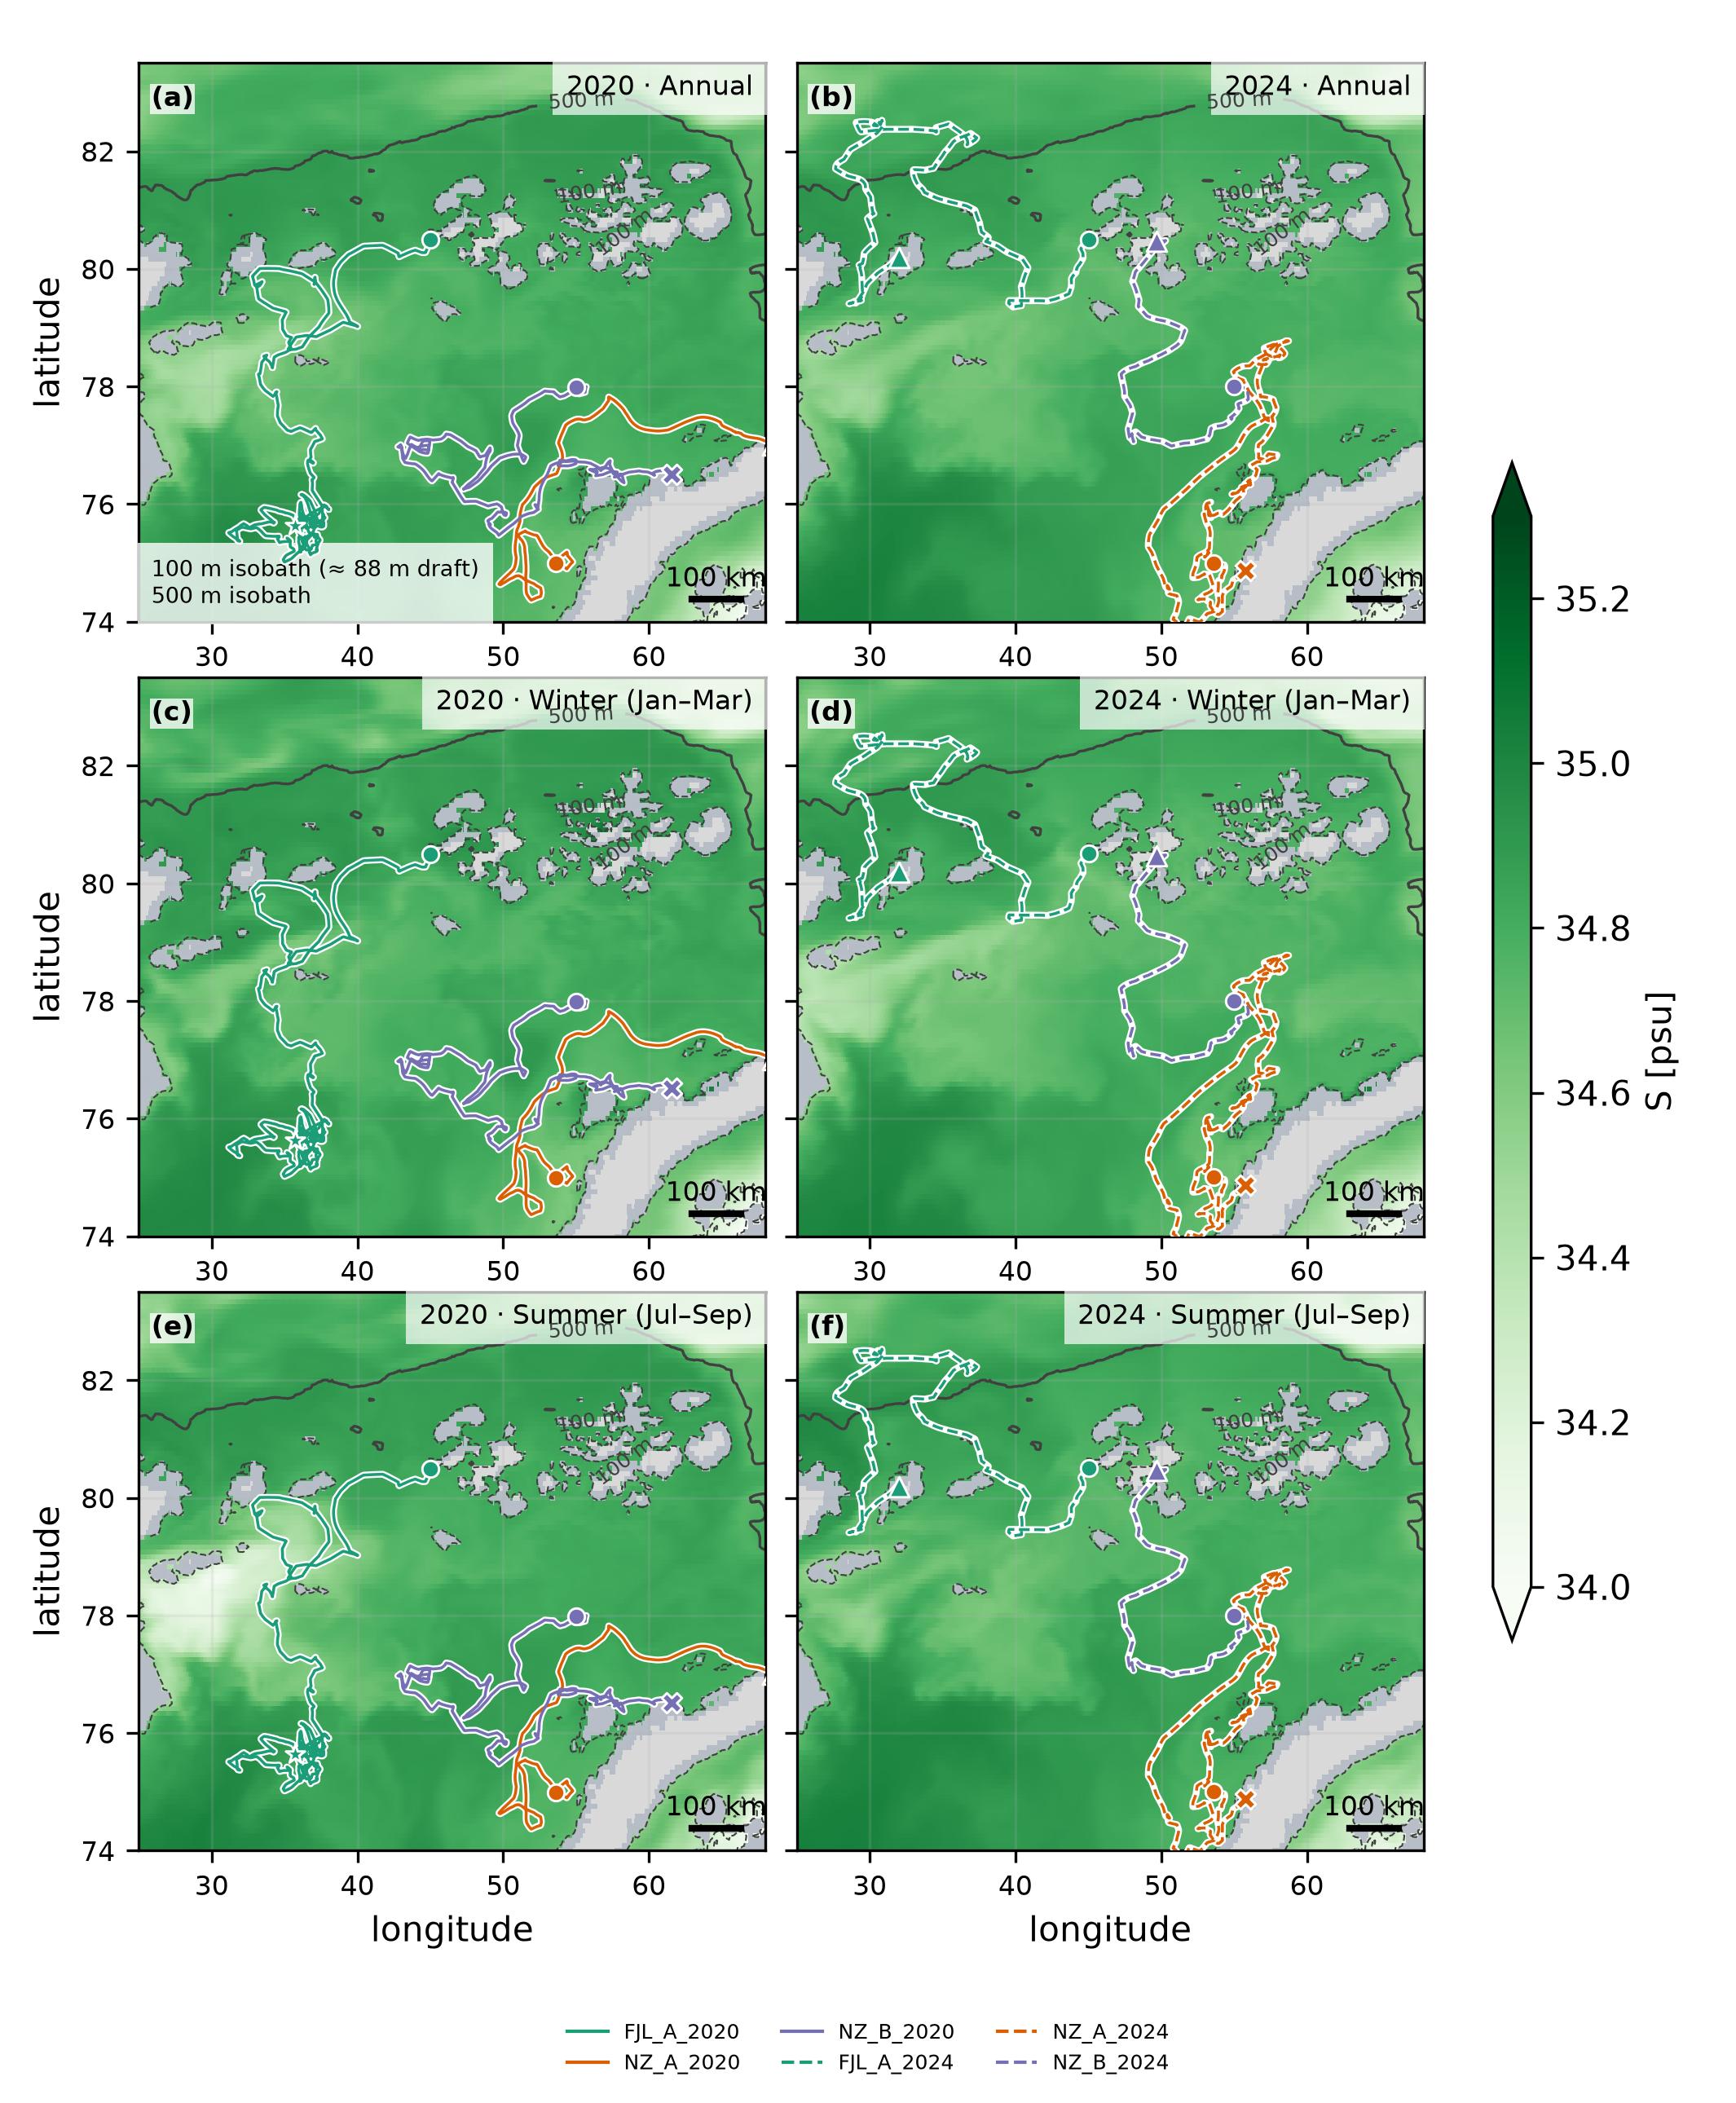 (a)
2020 · Annual
500 m
100 m
100 m
100 m isobath (≈ 88 m draft)
500 m isobath
100 km
latitude
82
80
78
76
74
30 40 50 60
(b)
2024 · Annual
500 m
100 m
100 m
100 km
30 40 50 60
(c)
2020 · Winter (Jan–Mar)
500 m
100 m
100 m
100 km
latitude
82
80
78
76
74
30 40 50 60
(d)
2024 · Winter (Jan–Mar)
500 m
100 m
100 m
100 km
30 40 50 60
(e)
2020 · Summer (Jul–Sep)
500 m
100 m
100 m
100 km
latitude
82
80
78
76
74
30 40 50 60
longitude
(f)
2024 · Summer (Jul–Sep)
500 m
100 m
100 m
100 km
30 40 50 60
longitude
35.2
35.0
34.8
34.6
34.4
34.2
34.0
S [psu]
FJL_A_2020 NZ_B_2020 NZ_A_2024
NZ_A_2020 FJL_A_2024 NZ_B_2024